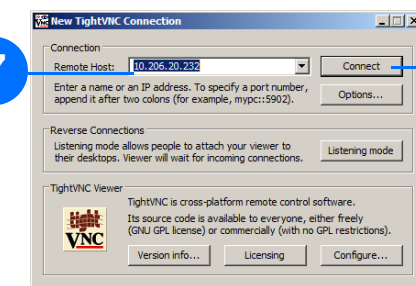 New TightVNC Connection
Connection
Remote Host: 10.206.20.232
Connect
Enter a name or an IP address. To specify a port number,
append it after two colons (for example, mypc::5902).
Options...
Reverse Connections
Listening mode allows people to attach your viewer to
their desktops. Viewer will wait for incoming connections.
Listening mode
TightVNC Viewer
TightVNC is cross-platform remote control software.
Its source code is available to everyone, either freely
(GNU GPL license) or commercially (with no GPL restrictions).
tight
VNC
Version info...
Licensing
Configure...